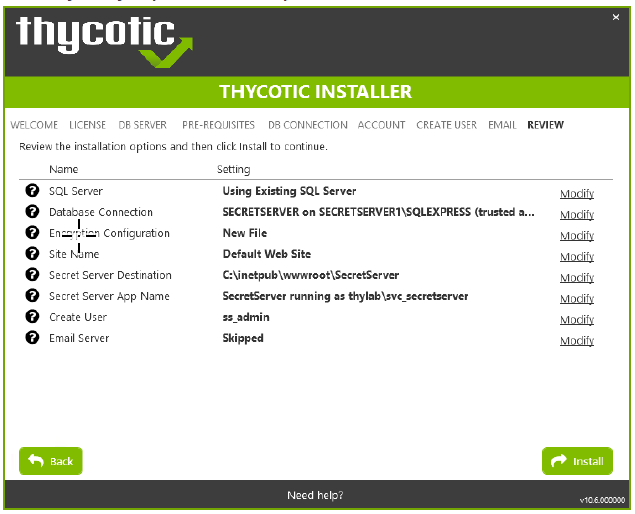 thycotic
×
THYCOTIC INSTALLER
WELCOME LICENSE DB SERVER PRE-REQUISITES DB CONNECTION ACCOUNT CREATE USER EMAIL REVIEW
Review the installation options and then click Install to continue.
Name Setting
? SQL Server Using Existing SQL Server Modify
? Database Connection SECRETSERVER on SECRETSERVER1\SQLEXPRESS (trusted a... Modify
? Encryption Configuration New File Modify
? Site Name Default Web Site Modify
? Secret Server Destination C:\inetpub\wwwroot\SecretServer Modify
? Secret Server App Name SecretServer running as thylab\svc_secretserver Modify
? Create User ss_admin Modify
? Email Server Skipped Modify
Back Install
Need help?
v10.6.000000